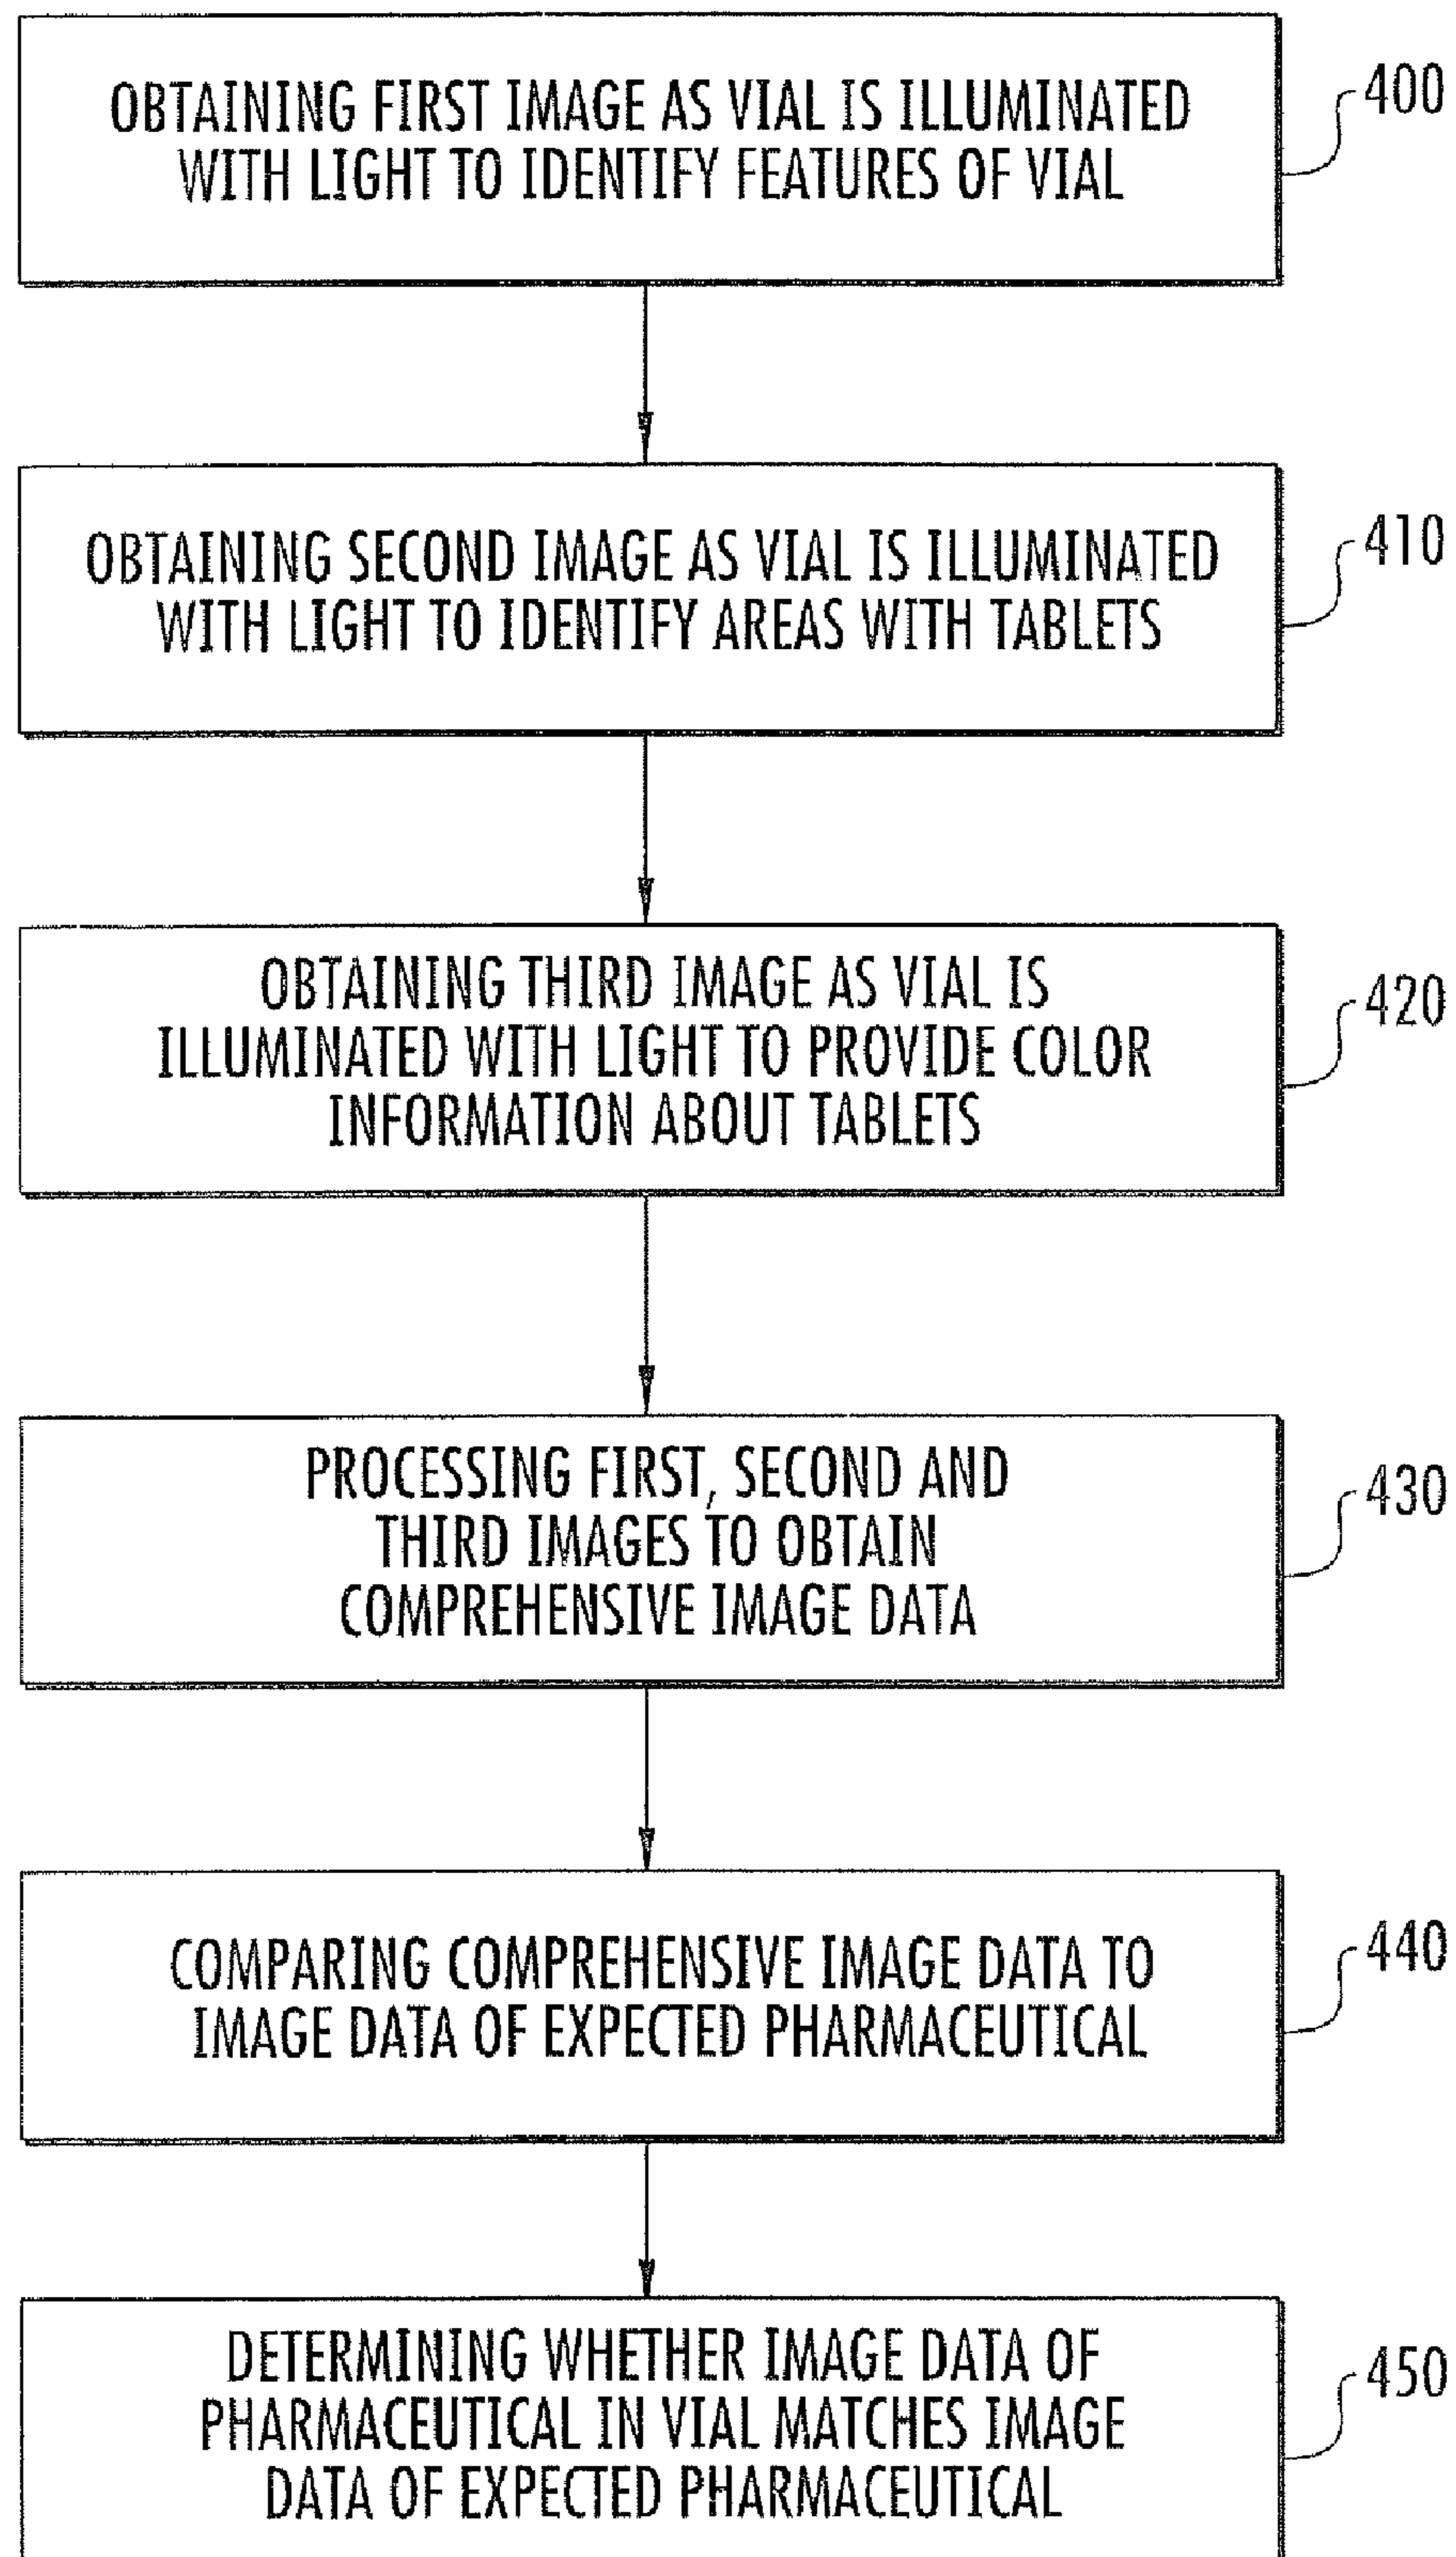 OBTAINING FIRST IMAGE AS VIAL IS ILLUMINATED
WITH LIGHT TO IDENTIFY FEATURES OF VIAL
400
OBTAINING SECOND IMAGE AS VIAL IS ILLUMINATED
WITH LIGHT TO IDENTIFY AREAS WITH TABLETS
410
OBTAINING THIRD IMAGE AS VIAL IS
ILLUMINATED WITH LIGHT TO PROVIDE COLOR
INFORMATION ABOUT TABLETS
420
PROCESSING FIRST, SECOND AND
THIRD IMAGES TO OBTAIN
COMPREHENSIVE IMAGE DATA
430
COMPARING COMPREHENSIVE IMAGE DATA TO
IMAGE DATA OF EXPECTED PHARMACEUTICAL
440
DETERMINING WHETHER IMAGE DATA OF
PHARMACEUTICAL IN VIAL MATCHES IMAGE
DATA OF EXPECTED PHARMACEUTICAL
450